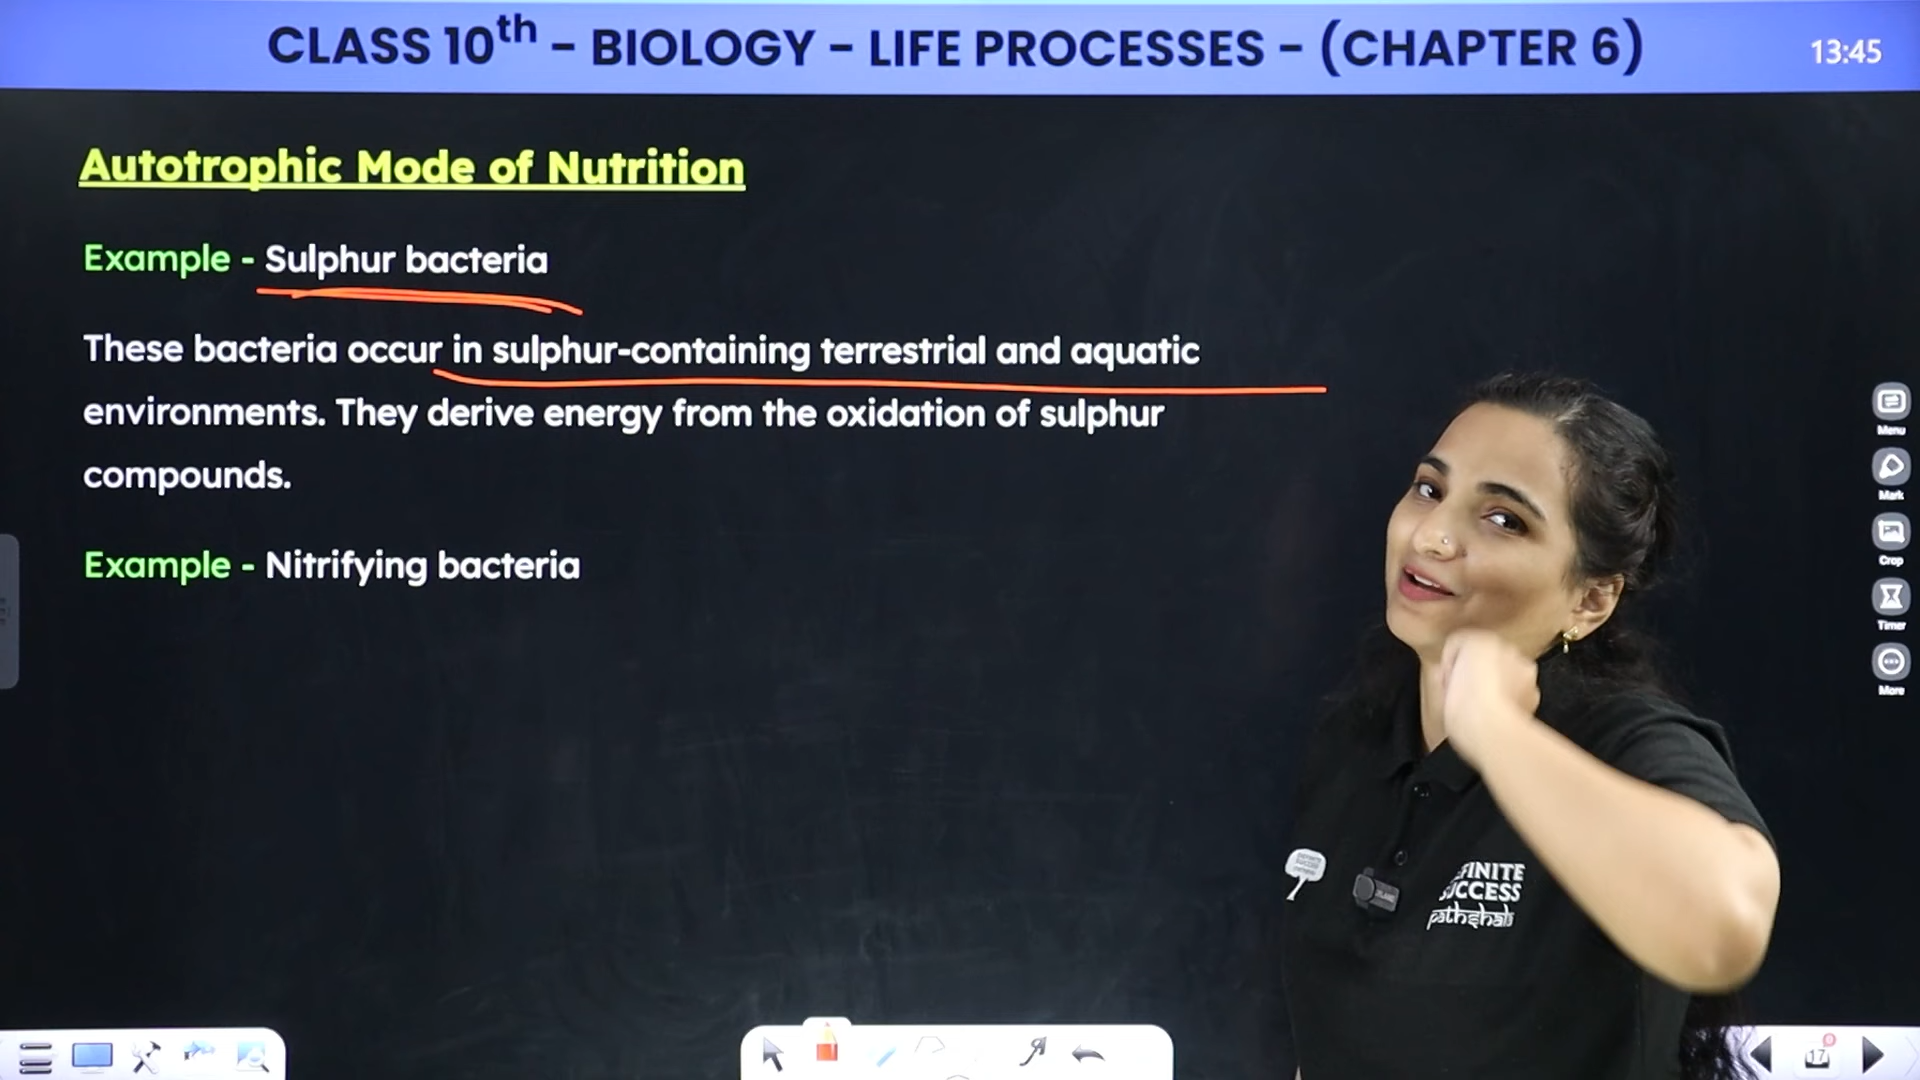 CLASS 10th - BIOLOGY - LIFE PROCESSES - (CHAPTER 6)
13:45
Autotrophic Mode of Nutrition
Example - Sulphur bacteria
These bacteria occur in sulphur-containing terrestrial and aquatic
environments. They derive energy from the oxidation of sulphur
compounds.
Example - Nitrifying bacteria
Menu
Mark
Crop
Timer
More
FINITE
SUCCESS
pathshala
17